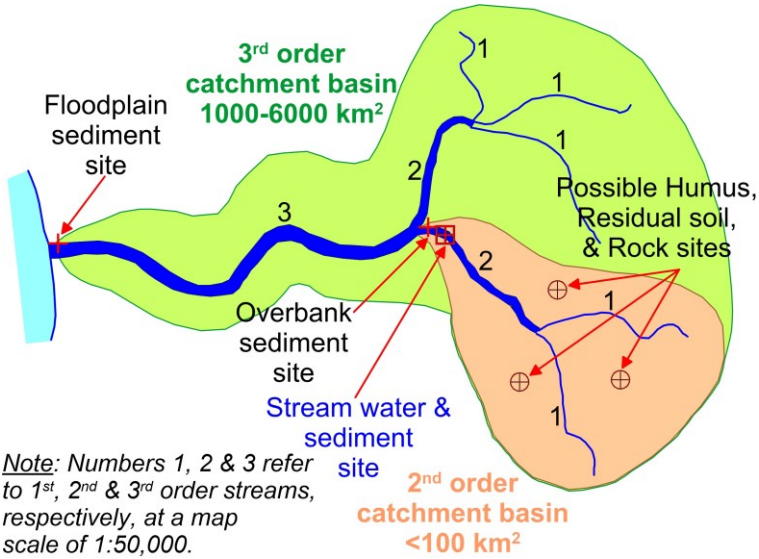 3rd order
catchment basin
1000-6000 km²
Floodplain
sediment
site
1
1
1
2
3
Possible Humus,
Residual soil,
& Rock sites
2
1
1
Overbank
sediment
site
Stream water &
sediment
site
2nd order
catchment basin
<100 km²
Note: Numbers 1, 2 & 3 refer
to 1st, 2nd & 3rd order streams,
respectively, at a map
scale of 1:50,000.